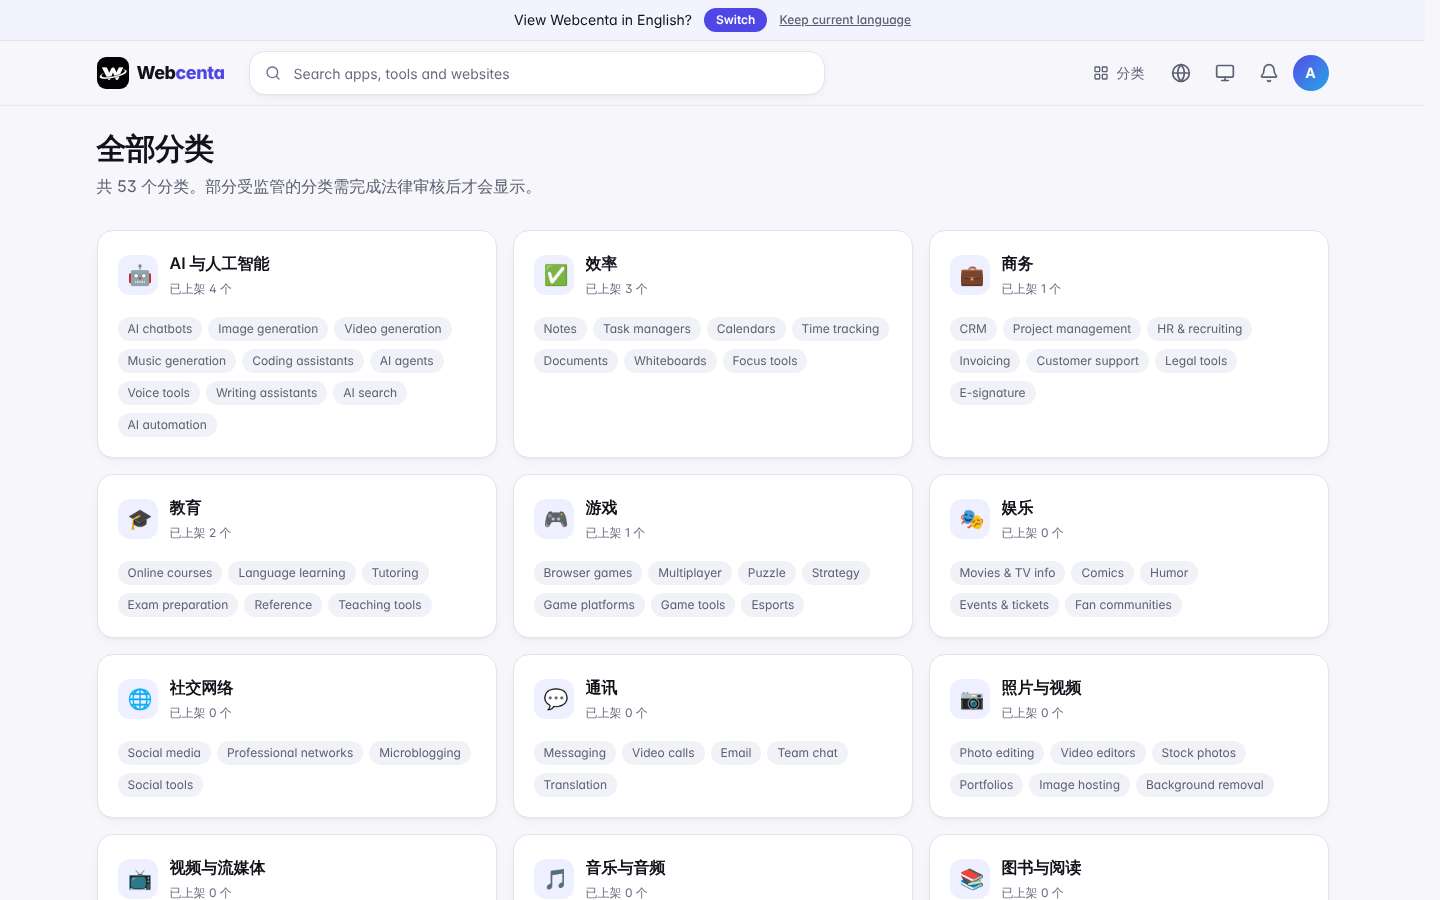 View Webcenta in English? Switch Keep current language
Webcenta Search apps, tools and websites 分类 A
全部分类
共 53 个分类。部分受监管的分类需完成法律审核后才会显示。
AI 与人工智能
已上架 4 个
AI chatbots Image generation Video generation
Music generation Coding assistants AI agents
Voice tools Writing assistants AI search
AI automation
效率
已上架 3 个
Notes Task managers Calendars Time tracking
Documents Whiteboards Focus tools
商务
已上架 1 个
CRM Project management HR & recruiting
Invoicing Customer support Legal tools
E-signature
教育
已上架 2 个
Online courses Language learning Tutoring
Exam preparation Reference Teaching tools
游戏
已上架 1 个
Browser games Multiplayer Puzzle Strategy
Game platforms Game tools Esports
娱乐
已上架 0 个
Movies & TV info Comics Humor
Events & tickets Fan communities
社交网络
已上架 0 个
Social media Professional networks Microblogging
Social tools
通讯
已上架 0 个
Messaging Video calls Email Team chat
Translation
照片与视频
已上架 0 个
Photo editing Video editors Stock photos
Portfolios Image hosting Background removal
视频与流媒体
已上架 0 个
音乐与音频
已上架 0 个
图书与阅读
已上架 0 个